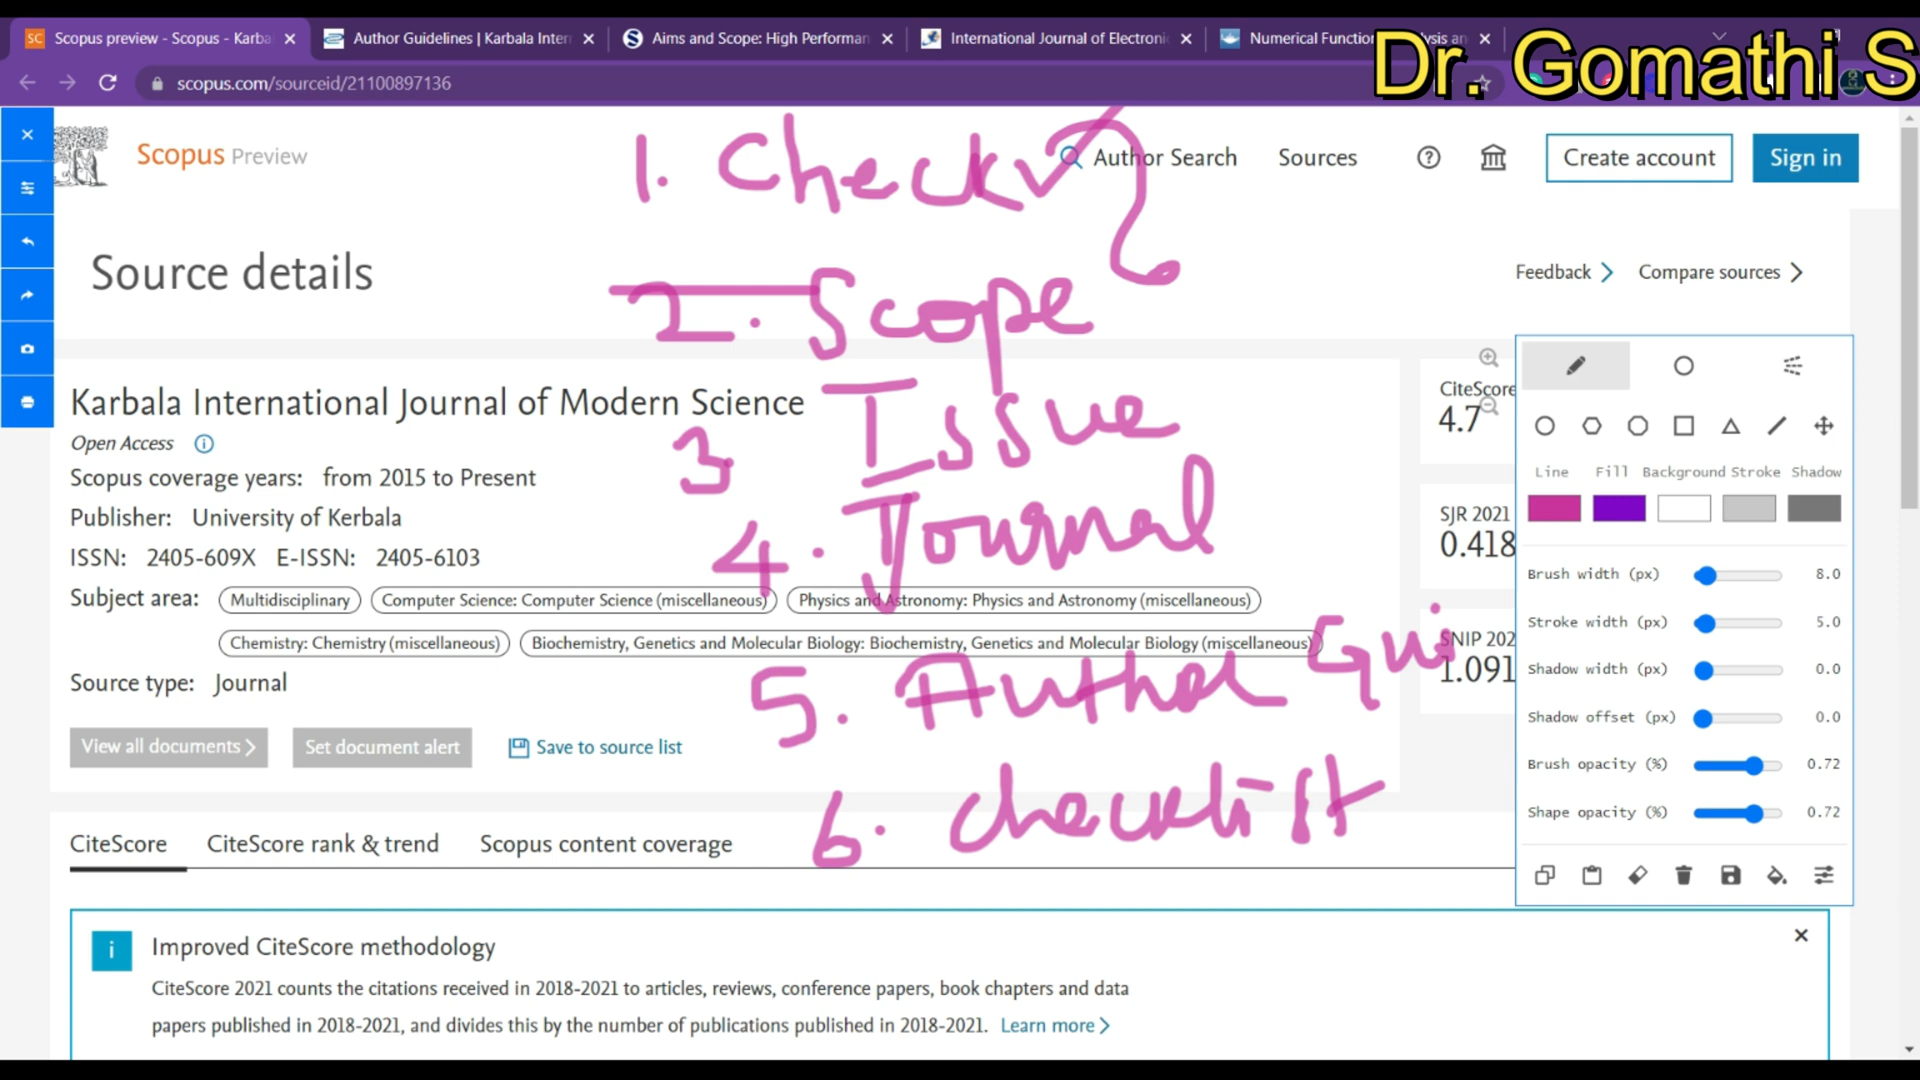 Scopus preview - Scopus - Karba
Author Guidelines | Karbala Inter
Aims and Scope: High Performan
International Journal of Electroni
Numerical Function
alysis an
Dr. Gomathi S
scopus.com/sourceid/21100897136
1. Check
Scopus Preview
Author Search
Sources
Create account
Sign in
Source details
Feedback
Compare sources
2. Scope
Karbala International Journal of Modern Science
Open Access
3 Issue
Scopus coverage years: from 2015 to Present
Publisher: University of Kerbala
4. Journal
ISSN: 2405-609X E-ISSN: 2405-6103
Subject area: Multidisciplinary Computer Science: Computer Science (miscellaneous) Physics and Astronomy: Physics and Astronomy (miscellaneous)
Chemistry: Chemistry (miscellaneous) Biochemistry, Genetics and Molecular Biology: Biochemistry, Genetics and Molecular Biology (miscellaneous)
5. Author Gui
Source type: Journal
View all documents
Set document alert
Save to source list
6. checklist
CiteScore
4.7
SJR 2021
0.418
SNIP 202
1.091
Line Fill Background Stroke Shadow
Brush width (px) 8.0
Stroke width (px) 5.0
Shadow width (px) 0.0
Shadow offset (px) 0.0
Brush opacity (%) 0.72
Shape opacity (%) 0.72
CiteScore
CiteScore rank & trend
Scopus content coverage
Improved CiteScore methodology
CiteScore 2021 counts the citations received in 2018-2021 to articles, reviews, conference papers, book chapters and data
papers published in 2018-2021, and divides this by the number of publications published in 2018-2021. Learn more